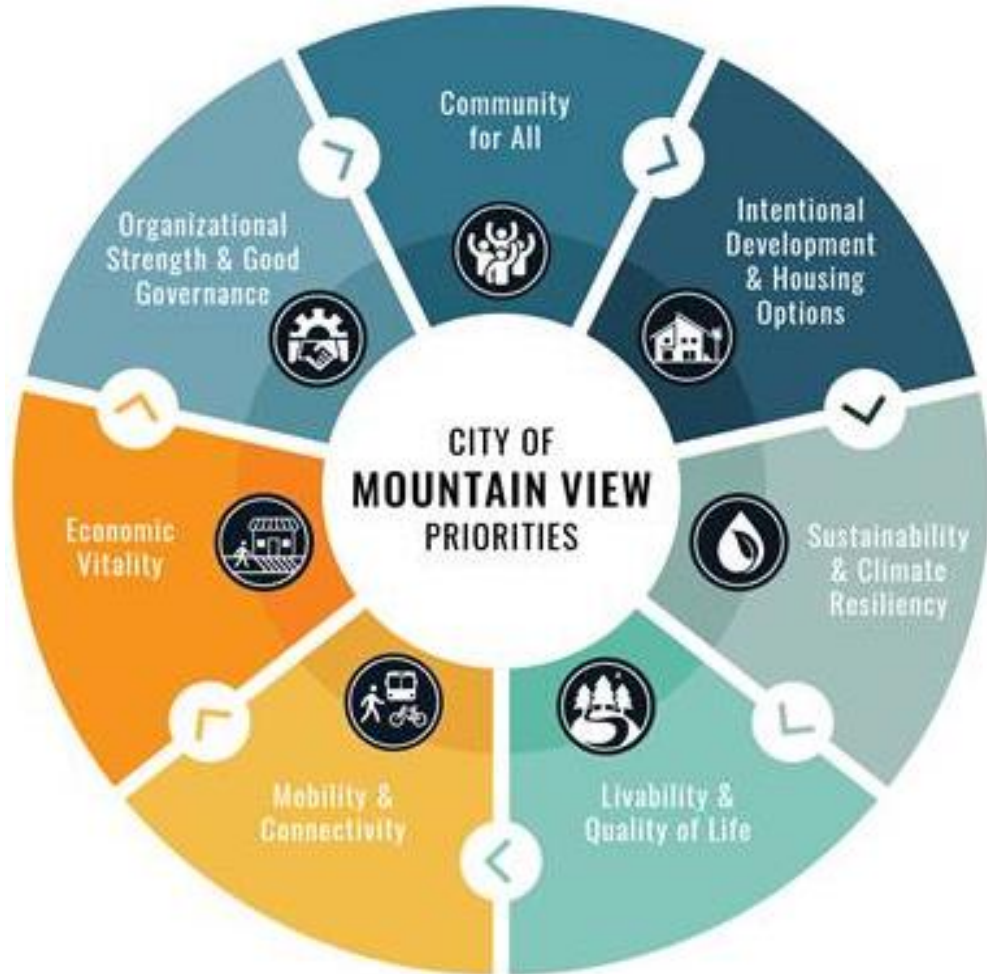 Community
for All
Intentional
Development
& Housing
Options
Sustainability
& Climate
Resiliency
Livability &
Quality of Life
Mobility &
Connectivity
Economic
Vitality
Organizational
Strength & Good
Governance
CITY OF
MOUNTAIN VIEW
PRIORITIES